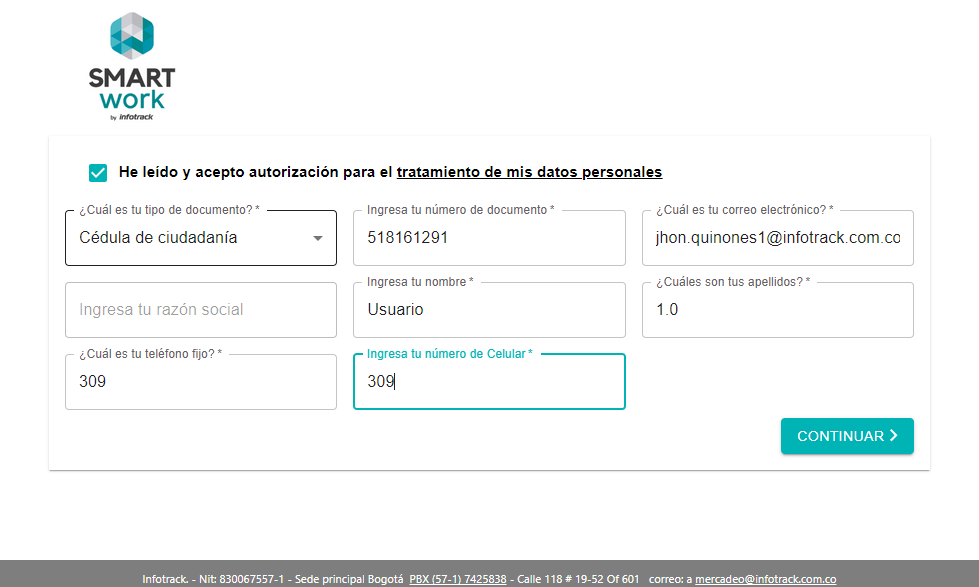 SMART
work
by infotrack
He leído y acepto autorización para el tratamiento de mis datos personales
¿Cuál es tu tipo de documento? *
Cédula de ciudadanía
Ingresa tu número de documento *
518161291
¿Cuál es tu correo electrónico? *
jhon.quinones1@infotrack.com.co
Ingresa tu razón social
Ingresa tu nombre *
Usuario
¿Cuáles son tus apellidos? *
1.0
¿Cuál es tu teléfono fijo? *
309
Ingresa tu número de Celular *
309
CONTINUAR
Infotrack. - Nit: 830067557-1 - Sede principal Bogotá PBX (57-1) 7425838 - Calle 118 # 19-52 Of 601 correo: a mercadeo@infotrack.com.co